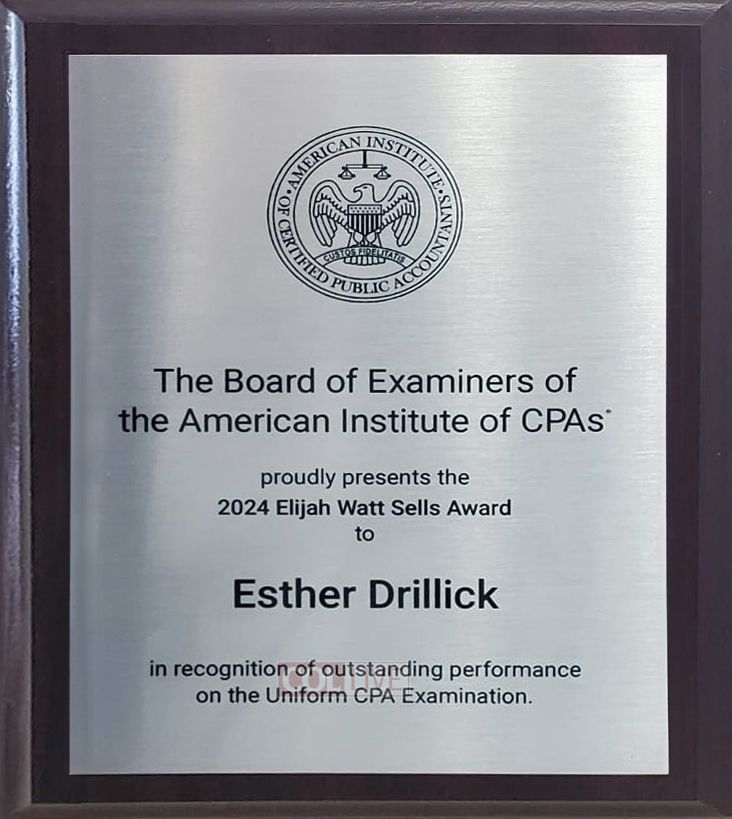 AMERICAN INSTITUTE
OF CERTIFIED PUBLIC ACCOUNTANTS
CUSTOS FIDELITATIS
The Board of Examiners of
the American Institute of CPAs®
proudly presents the
2024 Elijah Watt Sells Award
to
Esther Drillick
in recognition of outstanding performance
COLLIVE
on the Uniform CPA Examination.